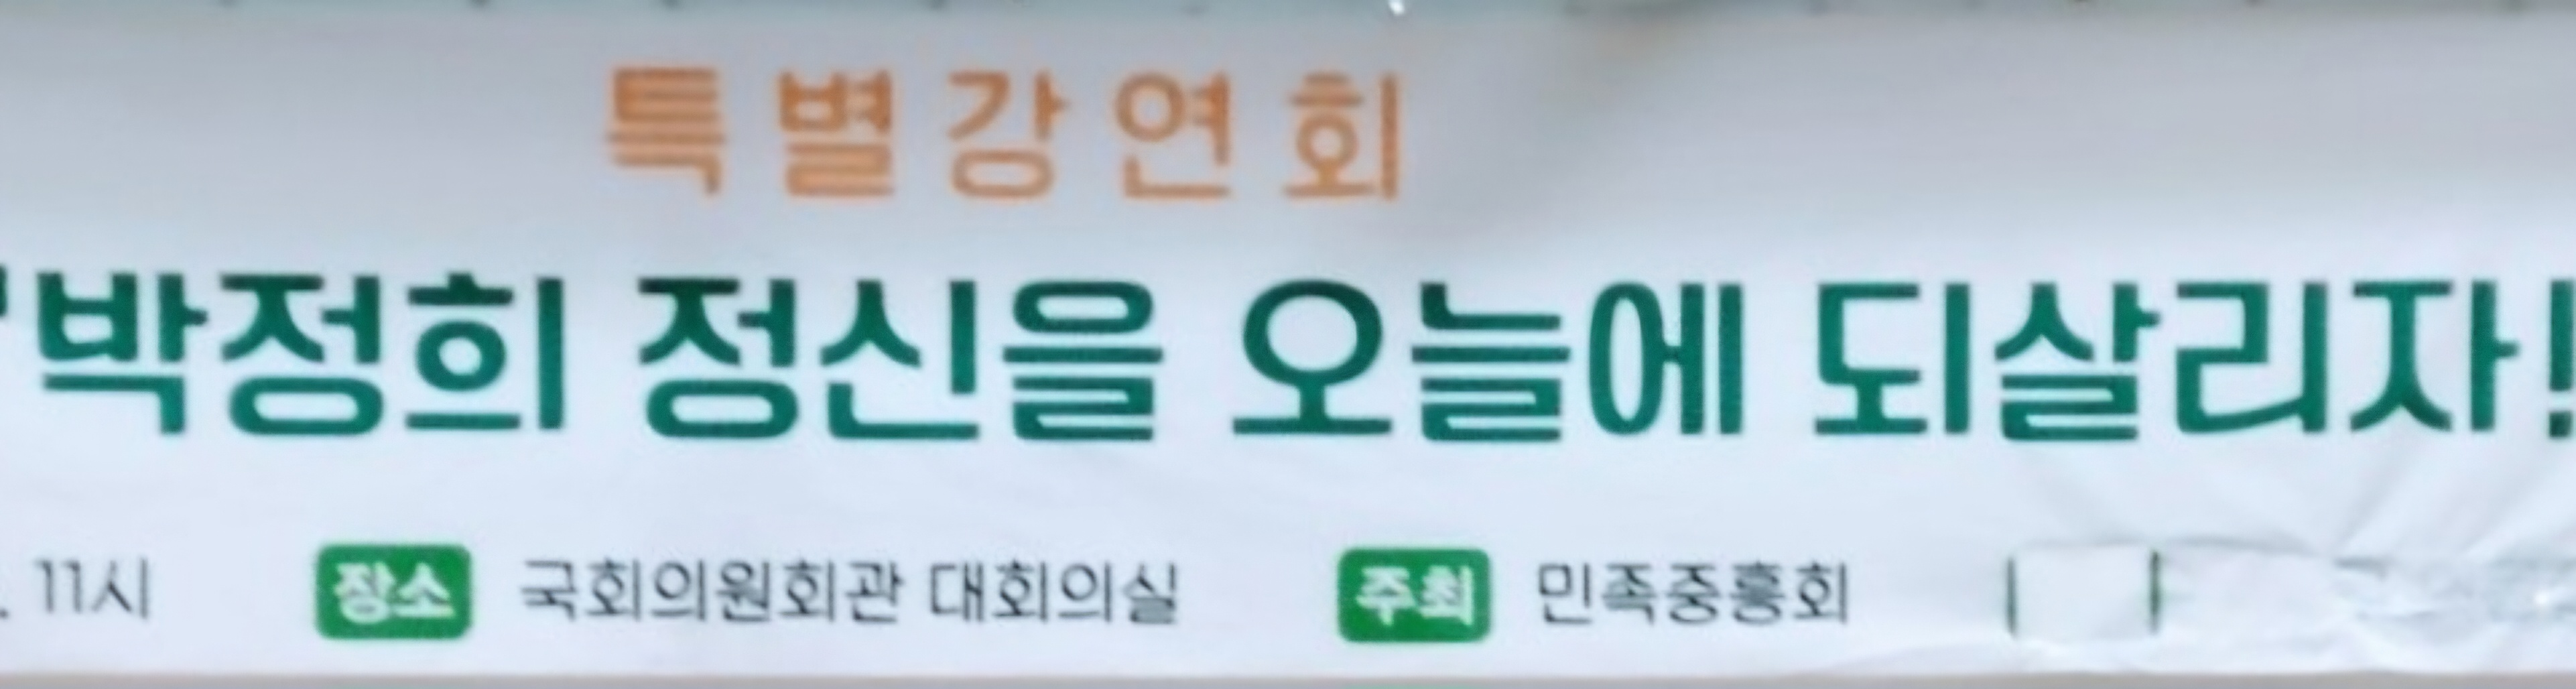 특별강연회
"박정희 정신을 오늘에 되살리자!
. 11시 장소 국회의원회관 대회의실 주최 민족중흥회